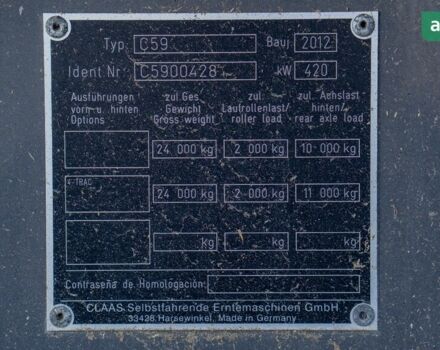 Typ C59 Bauj 2012
Ident Nr. C5900428 kW 420
Ausführungen vorn u. hinten Options
zul. Ges Gewicht Gross weight
zul. Laufrollenlast/ roller load
zul. Achslast hinten/ rear axle load
24 000 kg 2 000 kg 10 000 kg
4-TRAC 24 000 kg 2 000 kg 11 000 kg
kg kg kg
Contraseña de Homologación:
CLAAS Selbstfahrende Erntemaschinen GmbH
33428 Harsewinkel, Made in Germany
a